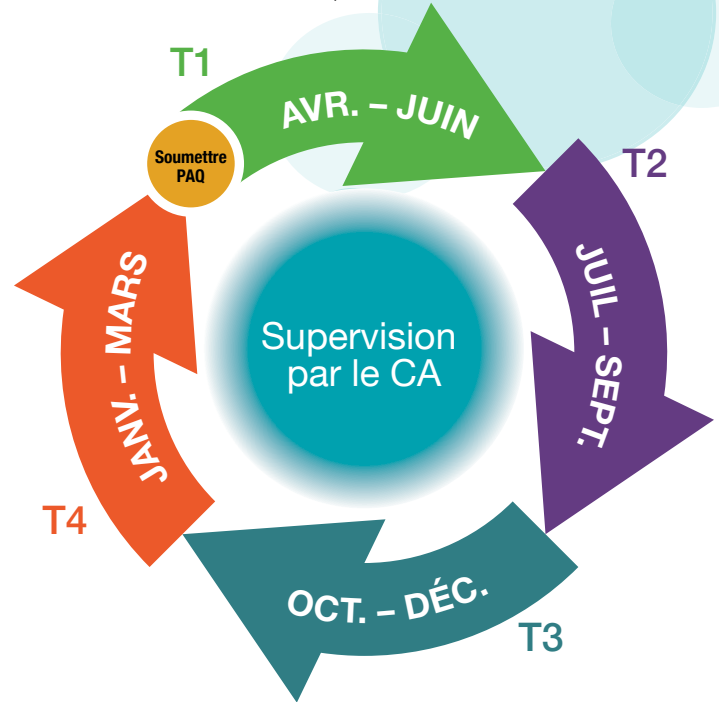 T1
AVR. – JUIN
Soumettre
PAQ
T2
JUIL – SEPT.
Supervision
par le CA
JANV. – MARS
T4
OCT. – DÉC.
T3